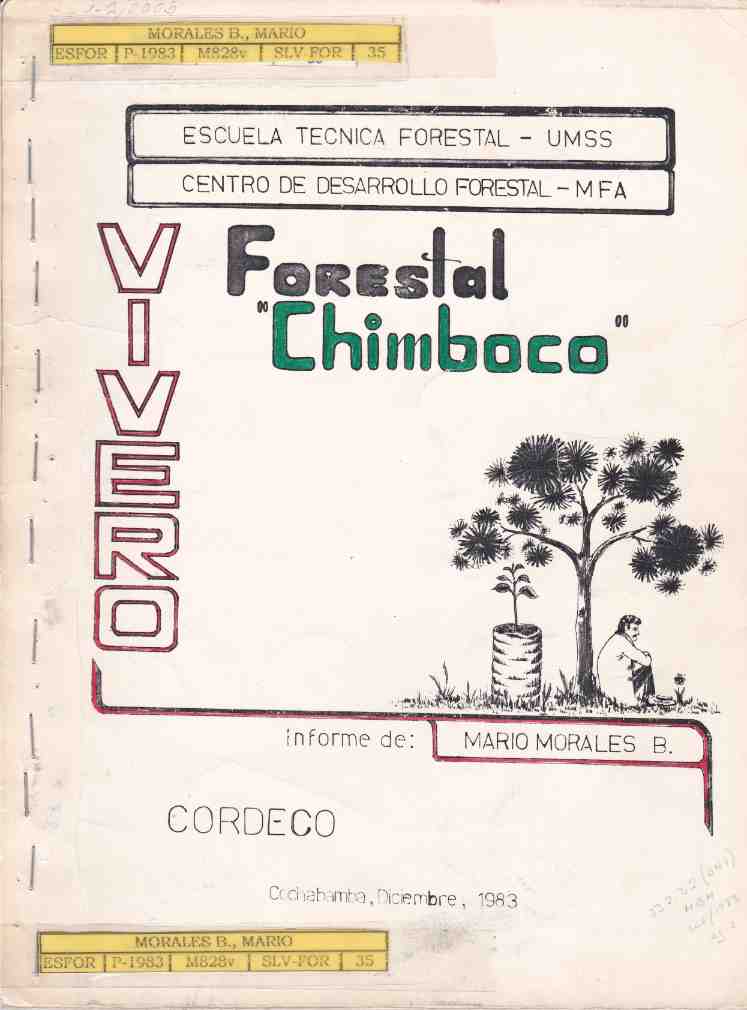 MORALES B., MARIO
ESFOR P-1983 M828v SLV FOR 35
ESCUELA TECNICA FORESTAL - UMSS
CENTRO DE DESARROLLO FORESTAL - MFA
VIVERO
Forestal
"Chimboco"
informe de: MARIO MORALES B.
CORDECO
Cochabamba, Diciembre, 1983
MORALES B., MARIO
ESFOR P-1983 M828v SLV-FOR 35